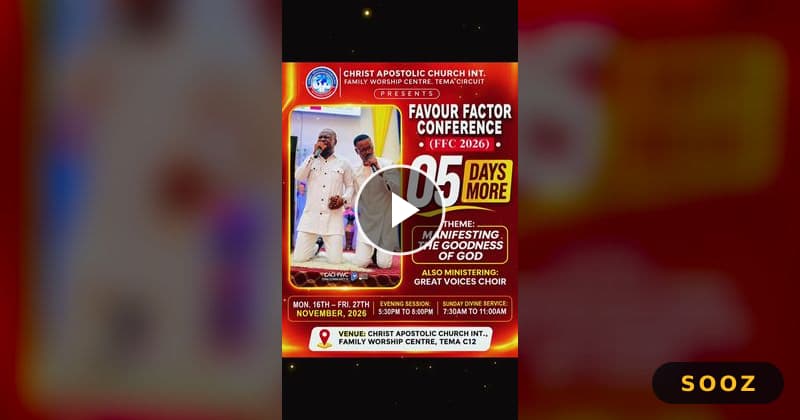 CHRIST APOSTOLIC CHURCH INT.
FAMILY WORSHIP CENTRE, TEMA CIRCUIT
PRESENTS
FAVOUR FACTOR
CONFERENCE
(FFC 2026)
05
DAYS
MORE
THEME:
MANIFESTING
THE GOODNESS
OF GOD
ALSO MINISTERING:
GREAT VOICES CHOIR
MON. 16TH – FRI. 27TH
NOVEMBER, 2026
EVENING SESSION:
5:30PM TO 8:00PM
SUNDAY DIVINE SERVICE:
7:30AM TO 11:00AM
VENUE: CHRIST APOSTOLIC CHURCH INT.,
FAMILY WORSHIP CENTRE, TEMA C12
SOOZ